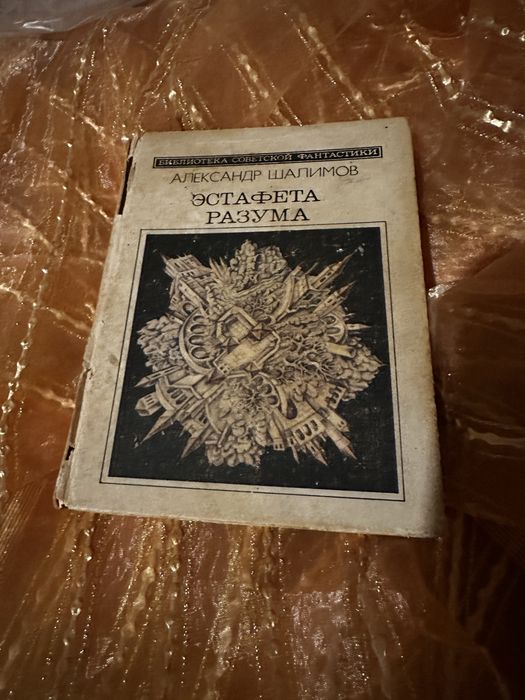 БИБЛИОТЕКА СОВЕТСКОЙ ФАНТАСТИКИ
АЛЕКСАНДР ШАЛИМОВ
ЭСТАФЕТА
РАЗУМА